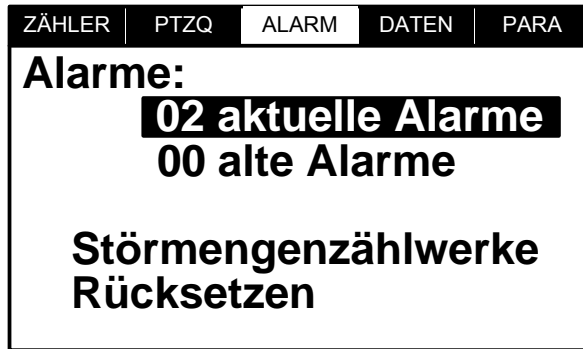 ZÄHLER PTZQ ALARM DATEN PARA
Alarme:
02 aktuelle Alarme
00 alte Alarme
Störmengenzählwerke
Rücksetzen